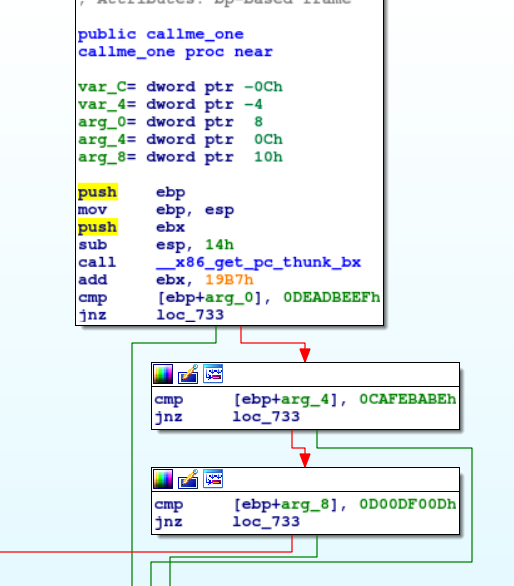 ; Attributes: bp-based frame
public callme_one
callme_one proc near
var_C= dword ptr -0Ch
var_4= dword ptr -4
arg_0= dword ptr  8
arg_4= dword ptr  0Ch
arg_8= dword ptr  10h
push    ebp
mov     ebp, esp
push    ebx
sub     esp, 14h
call    __x86_get_pc_thunk_bx
add     ebx, 19B7h
cmp     [ebp+arg_0], 0DEADBEEFh
jnz     loc_733
cmp     [ebp+arg_4], 0CAFEBABEh
jnz     loc_733
cmp     [ebp+arg_8], 0D00DF00Dh
jnz     loc_733